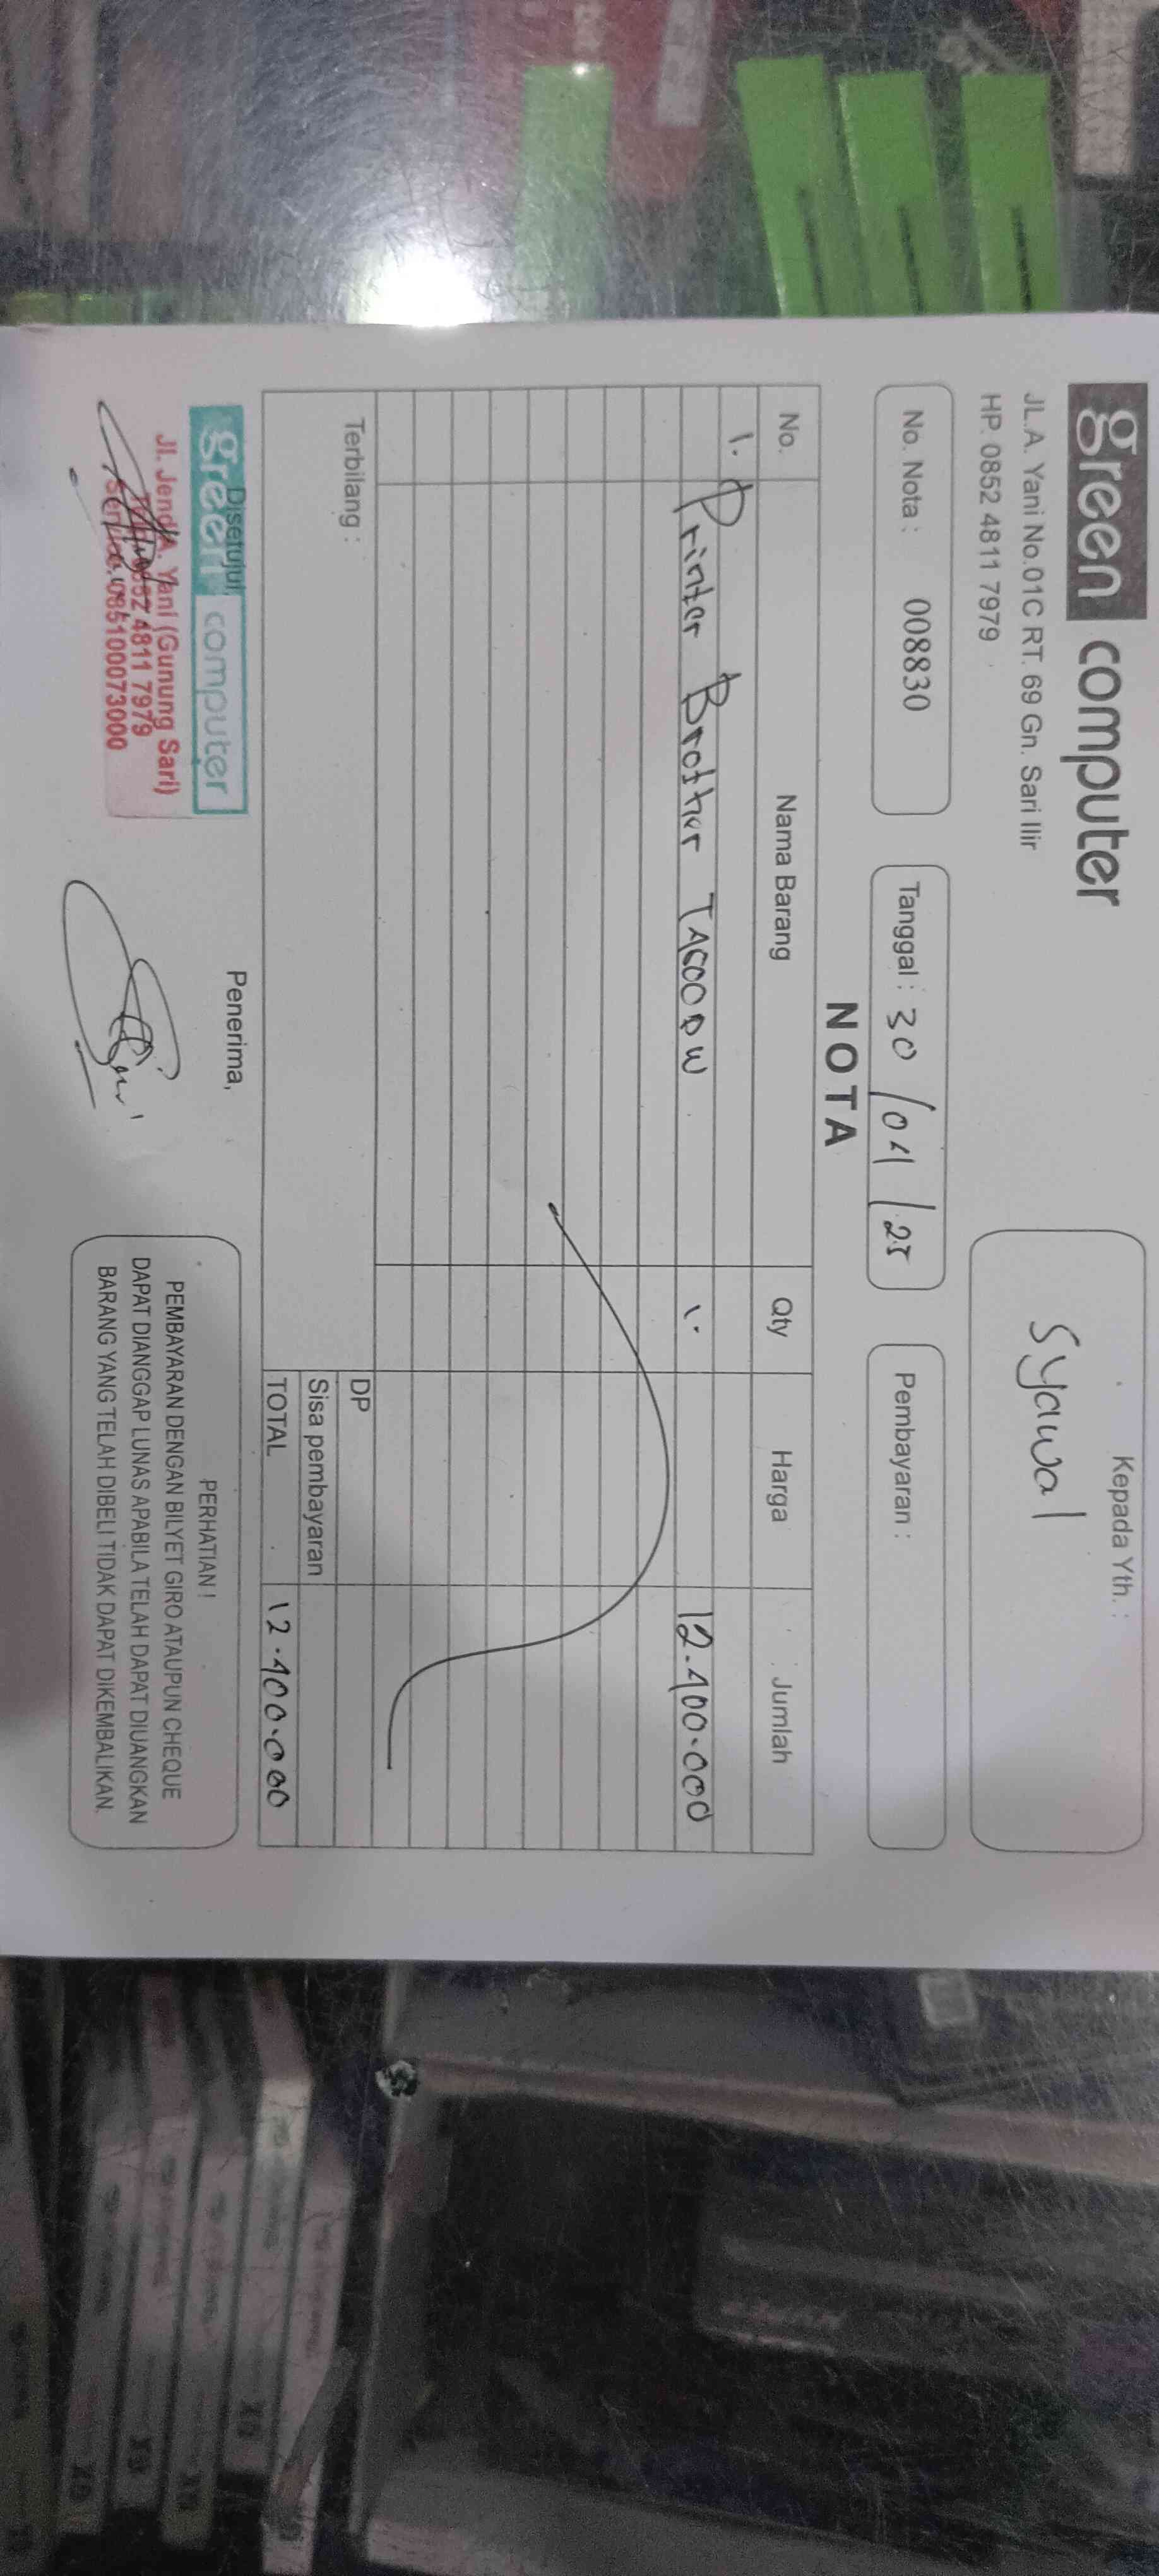 green computer
JL.A. Yani No.01C RT. 69 Gn. Sari Ilir
HP. 0852 4811 7979
Kepada Yth. :
Syawal
No. Nota : 008830
Tanggal : 30 / 04 / 25
Pembayaran :
NOTA
No. Nama Barang Qty Harga Jumlah
1. Printer Brother T4500DW 1. 12.400.000
Terbilang :
DP
Sisa pembayaran
TOTAL 12.400.000
Disetujui,
Penerima,
green computer
Jl. Jend A. Yani (Gunung Sari)
4811 7979
085100073000
PERHATIAN !
PEMBAYARAN DENGAN BILYET GIRO ATAUPUN CHEQUE
DAPAT DIANGGAP LUNAS APABILA TELAH DAPAT DIUANGKAN
BARANG YANG TELAH DIBELI TIDAK DAPAT DIKEMBALIKAN.